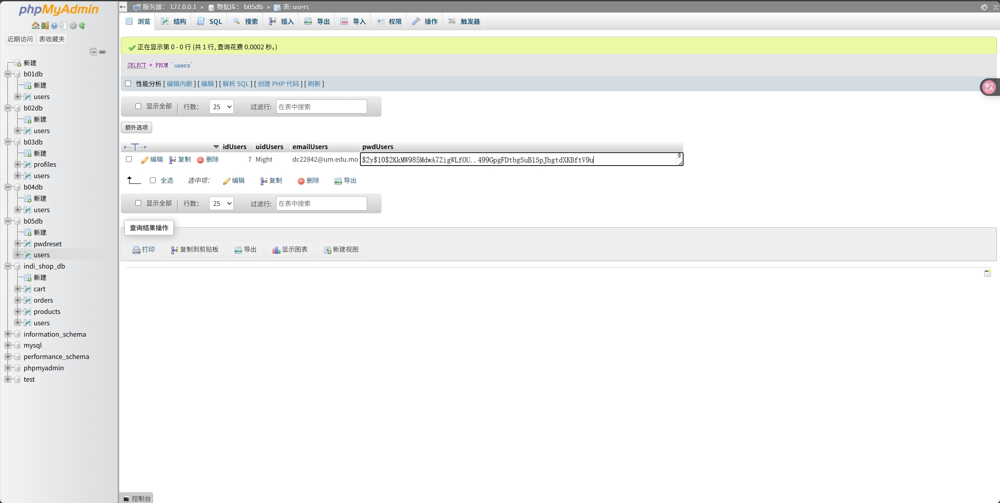 phpMyAdmin
近期访问 表收藏夹
新建
b01db
新建
users
b02db
新建
users
b03db
新建
profiles
users
b04db
新建
users
b05db
新建
pwdreset
users
indi_shop_db
新建
cart
orders
products
users
information_schema
mysql
performance_schema
phpmyadmin
test
服务器： 127.0.0.1 » 数据库： b05db » 表: users
浏览 结构 SQL 搜索 插入 导出 导入 权限 操作 触发器
正在显示第 0 - 0 行 (共 1 行, 查询花费 0.0002 秒。)
SELECT * FROM `users`
性能分析 [ 编辑内嵌 ] [ 编辑 ] [ 解析 SQL ] [ 创建 PHP 代码 ] [ 刷新 ]
显示全部 行数： 25 过滤行: 在表中搜索
额外选项
←T→ idUsers uidUsers emailUsers pwdUsers
编辑 复制 删除 7 Might dc22842@um.edu.mo $2y$10$2KkMW985MdwA7ZigWLfOU..499GpgFDtbgSuBlSpJhgtdXKBftV9u
全选 选中项： 编辑 复制 删除 导出
显示全部 行数： 25 过滤行: 在表中搜索
查询结果操作
打印 复制到剪贴板 导出 显示图表 新建视图
控制台
中A